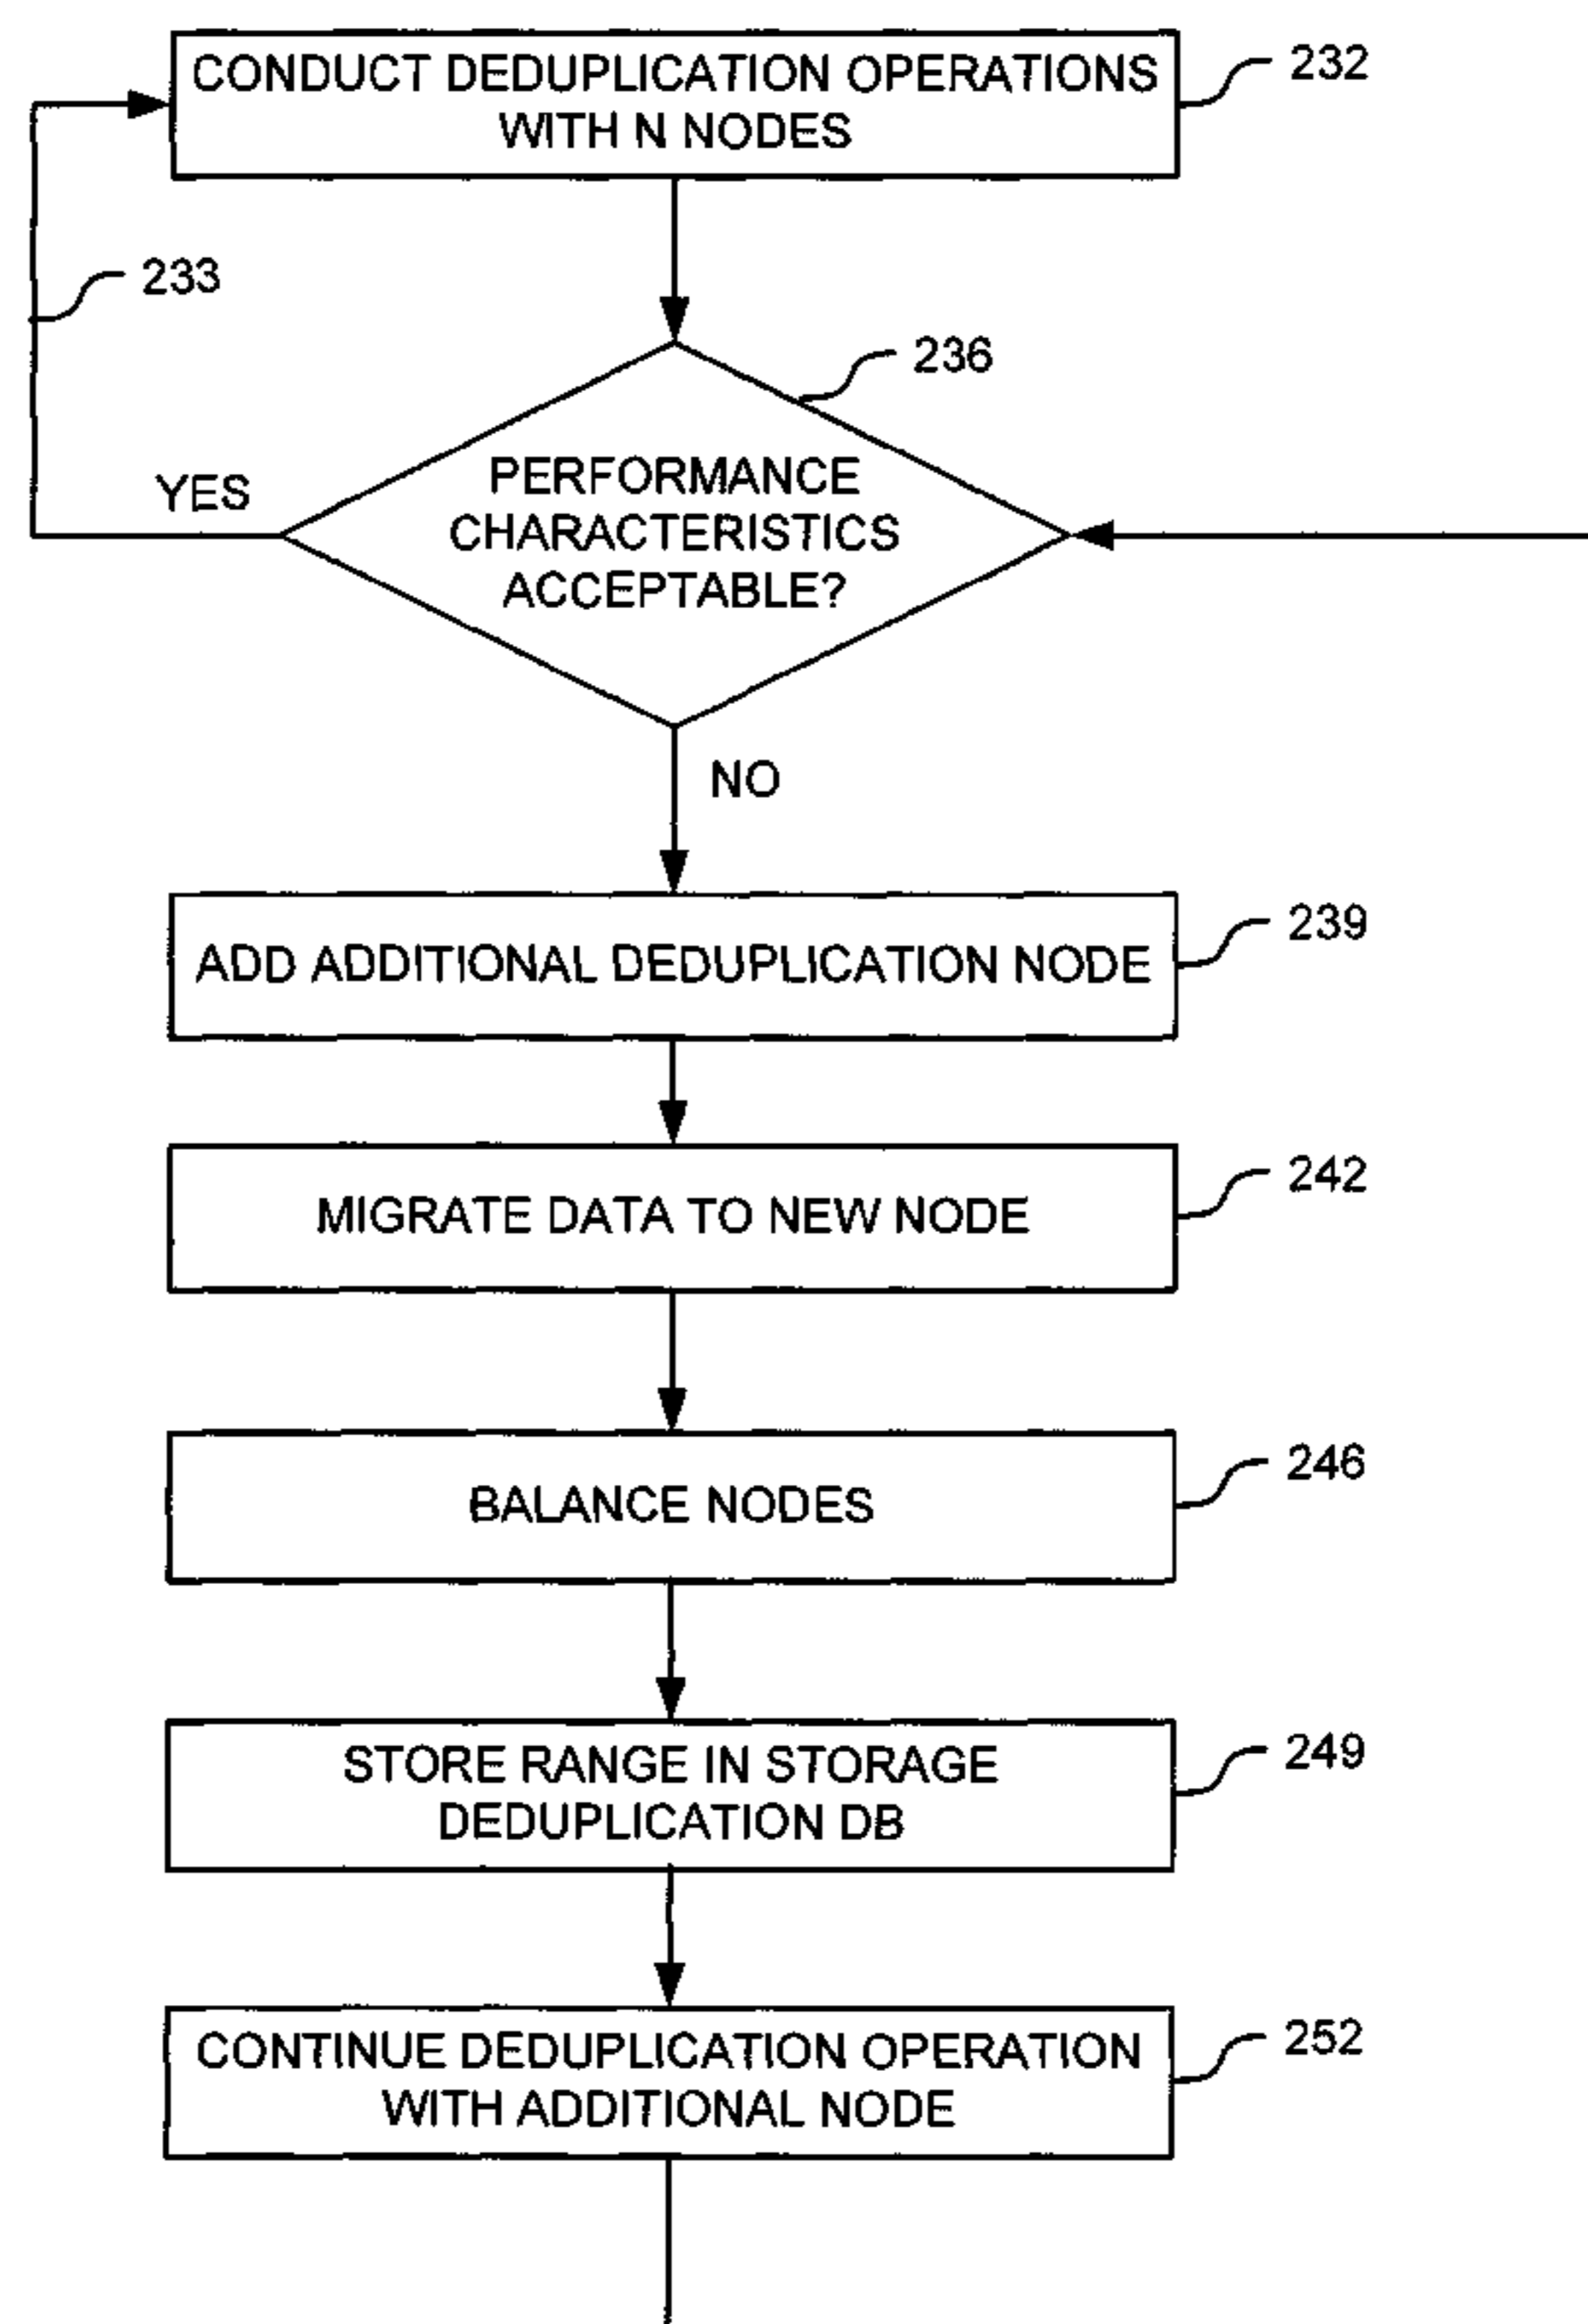 CONDUCT DEDUPLICATION OPERATIONS
WITH N NODES
232
233
236
PERFORMANCE
CHARACTERISTICS
ACCEPTABLE?
YES
NO
ADD ADDITIONAL DEDUPLICATION NODE
239
MIGRATE DATA TO NEW NODE
242
BALANCE NODES
246
STORE RANGE IN STORAGE
DEDUPLICATION DB
249
CONTINUE DEDUPLICATION OPERATION
WITH ADDITIONAL NODE
252